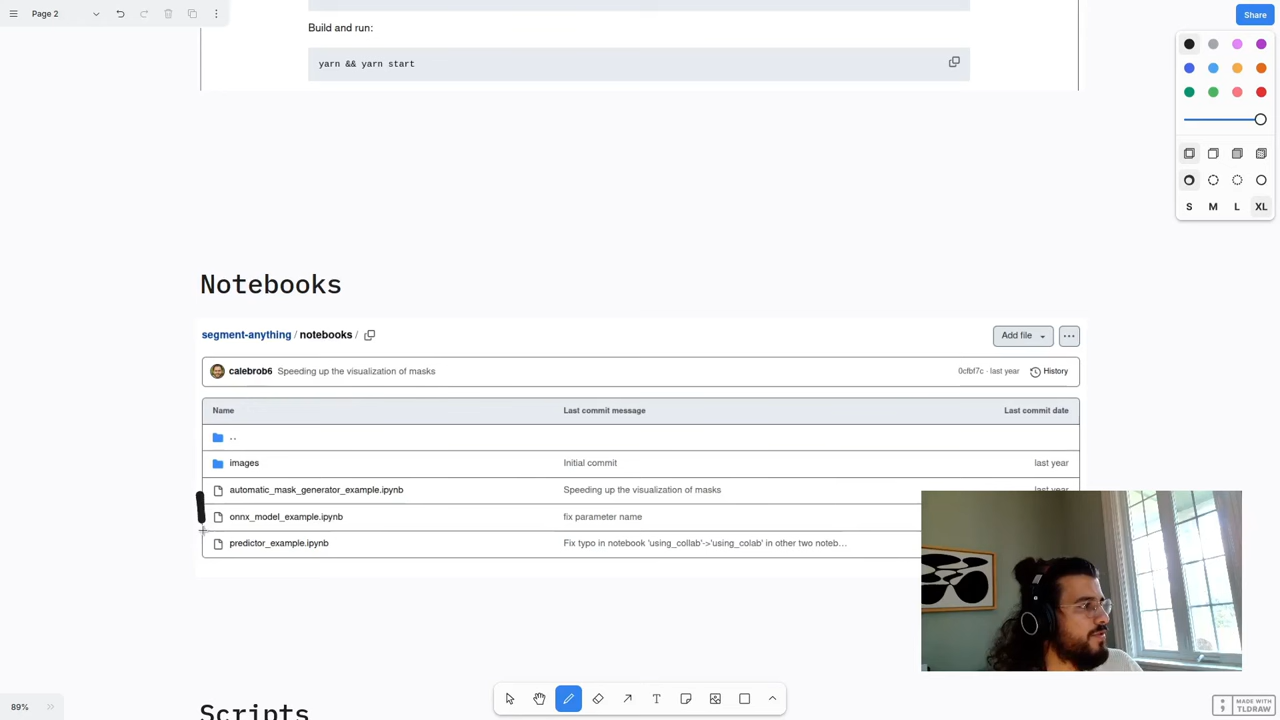 Page 2
Share
Build and run:
yarn && yarn start
Notebooks
segment-anything / notebooks /
Add file
calebrob6 Speeding up the visualization of masks
0cfbf7c · last year
History
Name Last commit message Last commit date
..
images Initial commit last year
automatic_mask_generator_example.ipynb Speeding up the visualization of masks last year
onnx_model_example.ipynb fix parameter name
predictor_example.ipynb Fix typo in notebook 'using_collab'->'using_colab' in other two noteb…
Scripts
S M L XL
89%
MADE WITH
TLDRAW